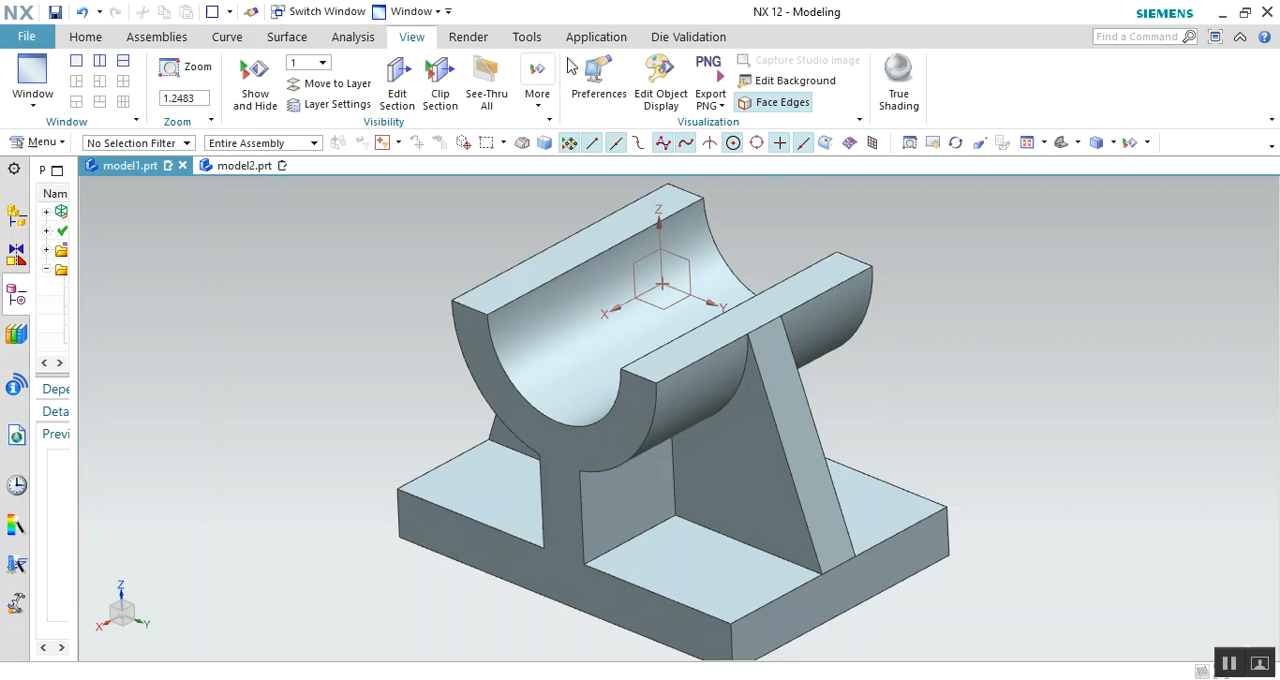 NX Switch Window Window NX 12 - Modeling SIEMENS
File Home Assemblies Curve Surface Analysis View Render Tools Application Die Validation Find a Command
Window
Window
Zoom
1.2483
Zoom
Show and Hide
1
Move to Layer
Layer Settings
Edit Section
Clip Section
See-Thru All
More
Visibility
Preferences
Edit Object Display
PNG
Export PNG
Capture Studio Image
Edit Background
Face Edges
Visualization
True Shading
Menu No Selection Filter Entire Assembly
model1.prt model2.prt
P
Nam
Depe
Deta
Previ
Z
X
Y
Z
X
Y